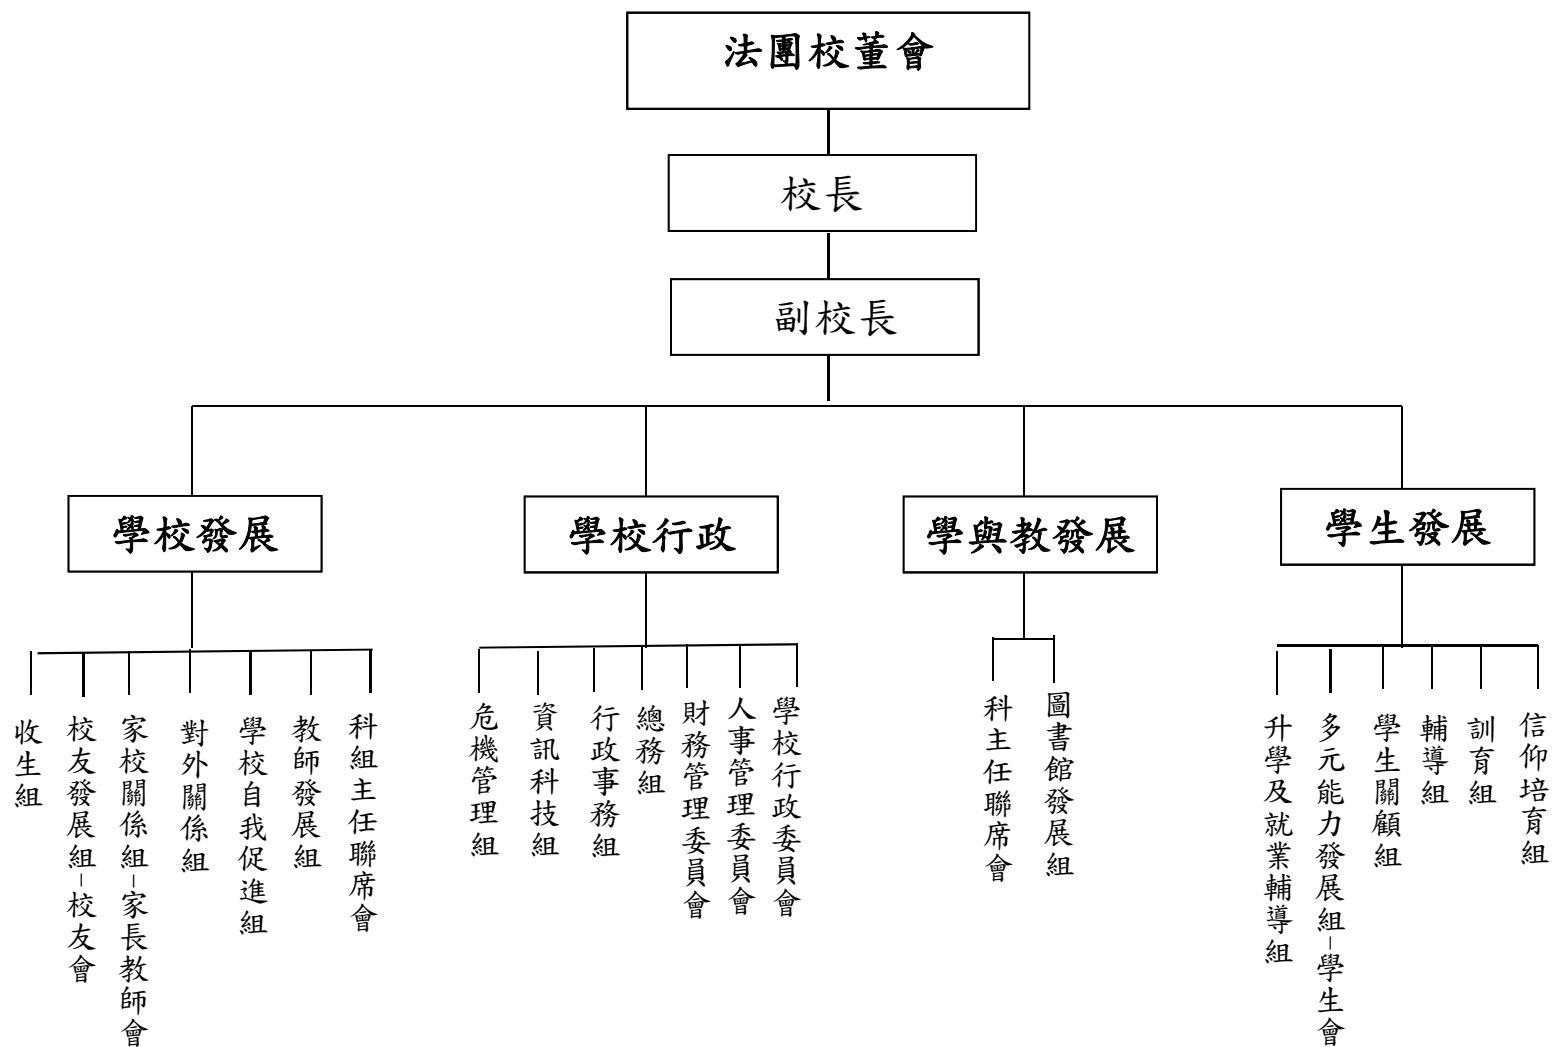 法團校董會
校長
副校長
學校發展
學校行政
學與教發展
學生發展
收生組
校友發展組–校友會
家校關係組–家長教師會
對外關係組
學校自我促進組
教師發展組
科組主任聯席會
危機管理組
資訊科技組
行政事務組
總務組
財務管理委員會
人事管理委員會
學校行政委員會
科主任聯席會
圖書館發展組
升學及就業輔導組
多元能力發展組–學生會
學生關顧組
輔導組
訓育組
信仰培育組